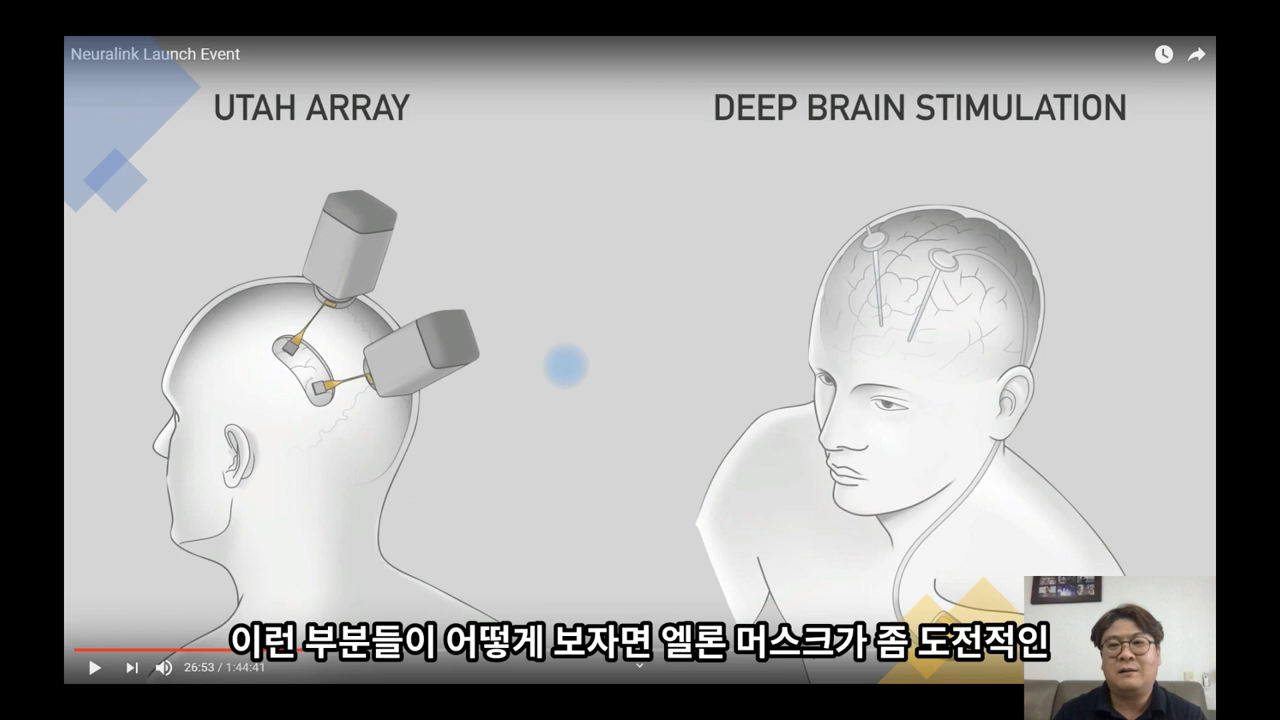 Neuralink Launch Event
UTAH ARRAY
DEEP BRAIN STIMULATION
이런 부분들이 어떻게 보자면 엘론 머스크가 좀 도전적인
26:53 / 1:44:41